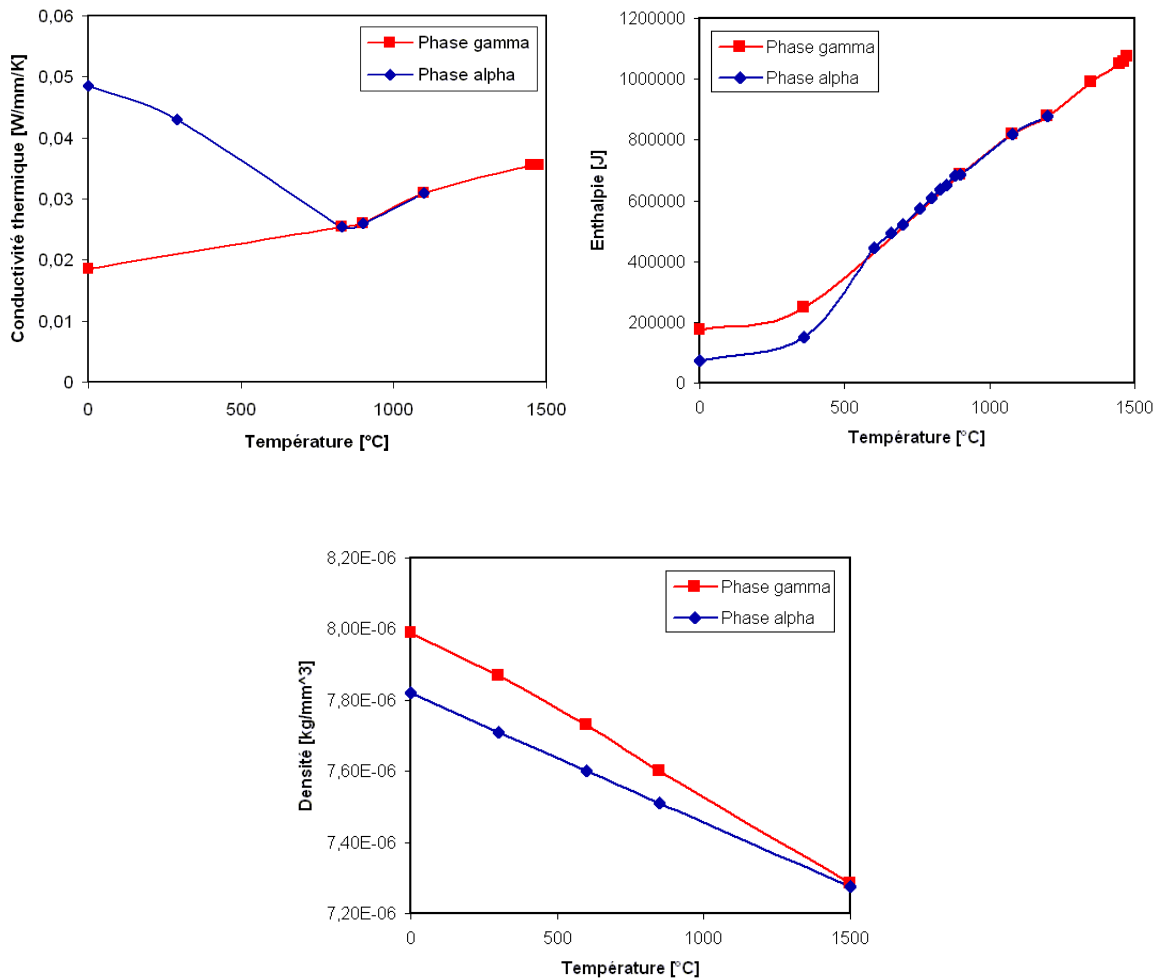 0,06
0,05
0,04
0,03
0,02
0,01
0
Conductivité thermique [W/mm/K]
Phase gamma
Phase alpha
0 500 1000 1500
Température [°C]
1200000
1000000
800000
600000
400000
200000
0
Enthalpie [J]
Phase gamma
Phase alpha
0 500 1000 1500
Température [°C]
8,20E-06
8,00E-06
7,80E-06
7,60E-06
7,40E-06
7,20E-06
Densité [kg/mm^3]
Phase gamma
Phase alpha
0 500 1000 1500
Température [°C]